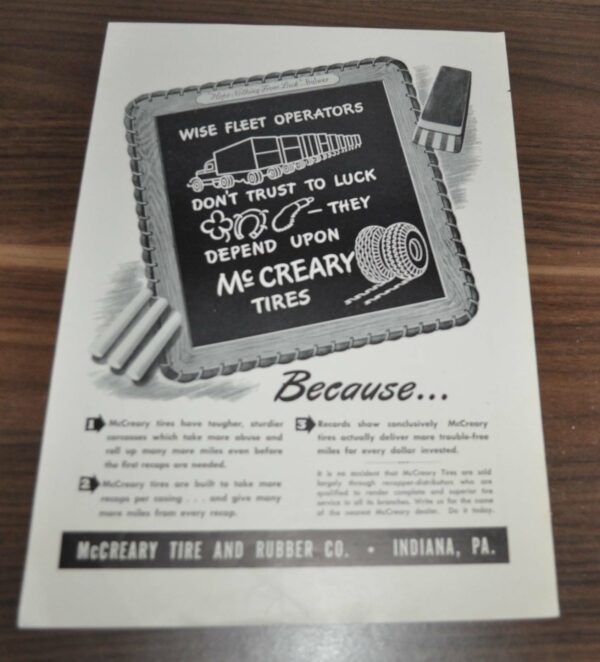 "Hope Nothing From Luck"
WISE FLEET OPERATORS
DON'T TRUST TO LUCK
— THEY
DEPEND UPON
McCREARY
TIRES
Because...
1 McCreary tires have tougher, sturdier
carcasses which take more abuse and
roll up many more miles even before
the first recaps are needed.
2 McCreary tires are built to take more
recaps per casing . . . and give many
more miles from every recap.
3 Records show conclusively McCreary
tires actually deliver more trouble-free
miles for every dollar invested.
It is no accident that McCreary Tires are sold
largely through recapper-distributors who are
qualified to render complete and superior tire
service in all its branches. Write us for the name
of the nearest McCreary dealer. Do it today.
McCREARY TIRE AND RUBBER CO. • INDIANA, PA.